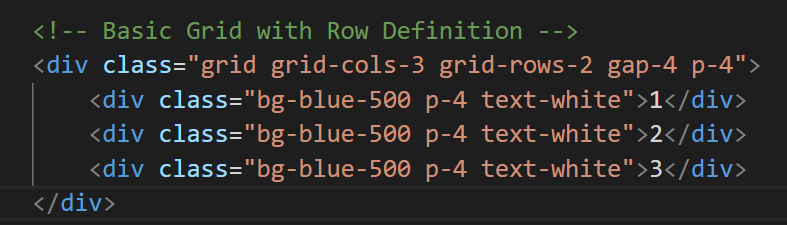 <!-- Basic Grid with Row Definition -->
<div class="grid grid-cols-3 grid-rows-2 gap-4 p-4">
    <div class="bg-blue-500 p-4 text-white">1</div>
    <div class="bg-blue-500 p-4 text-white">2</div>
    <div class="bg-blue-500 p-4 text-white">3</div>
</div>